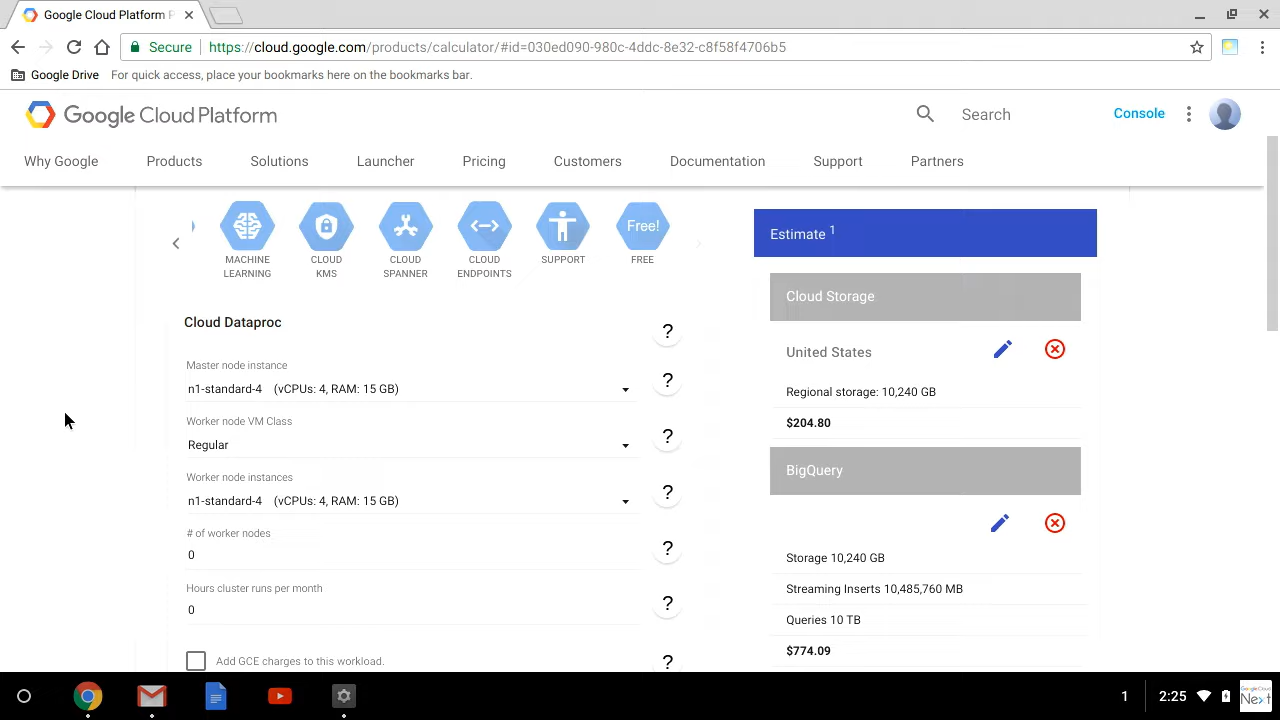 Google Cloud Platform P
Secure https://cloud.google.com/products/calculator/#id=030ed090-980c-4ddc-8e32-c8f58f4706b5
Google Drive For quick access, place your bookmarks here on the bookmarks bar.
Google Cloud Platform Search Console
Why Google Products Solutions Launcher Pricing Customers Documentation Support Partners
Free!
MACHINE LEARNING
CLOUD KMS
CLOUD SPANNER
CLOUD ENDPOINTS
SUPPORT
FREE
Cloud Dataproc ?
Master node instance
n1-standard-4 (vCPUs: 4, RAM: 15 GB) ?
Worker node VM Class
Regular ?
Worker node instances
n1-standard-4 (vCPUs: 4, RAM: 15 GB) ?
# of worker nodes
0 ?
Hours cluster runs per month
0 ?
Add GCE charges to this workload. ?
Estimate 1
Cloud Storage
United States
Regional storage: 10,240 GB
$204.80
BigQuery
Storage 10,240 GB
Streaming Inserts 10,485,760 MB
Queries 10 TB
$774.09
1 2:25
Google Cloud
Next